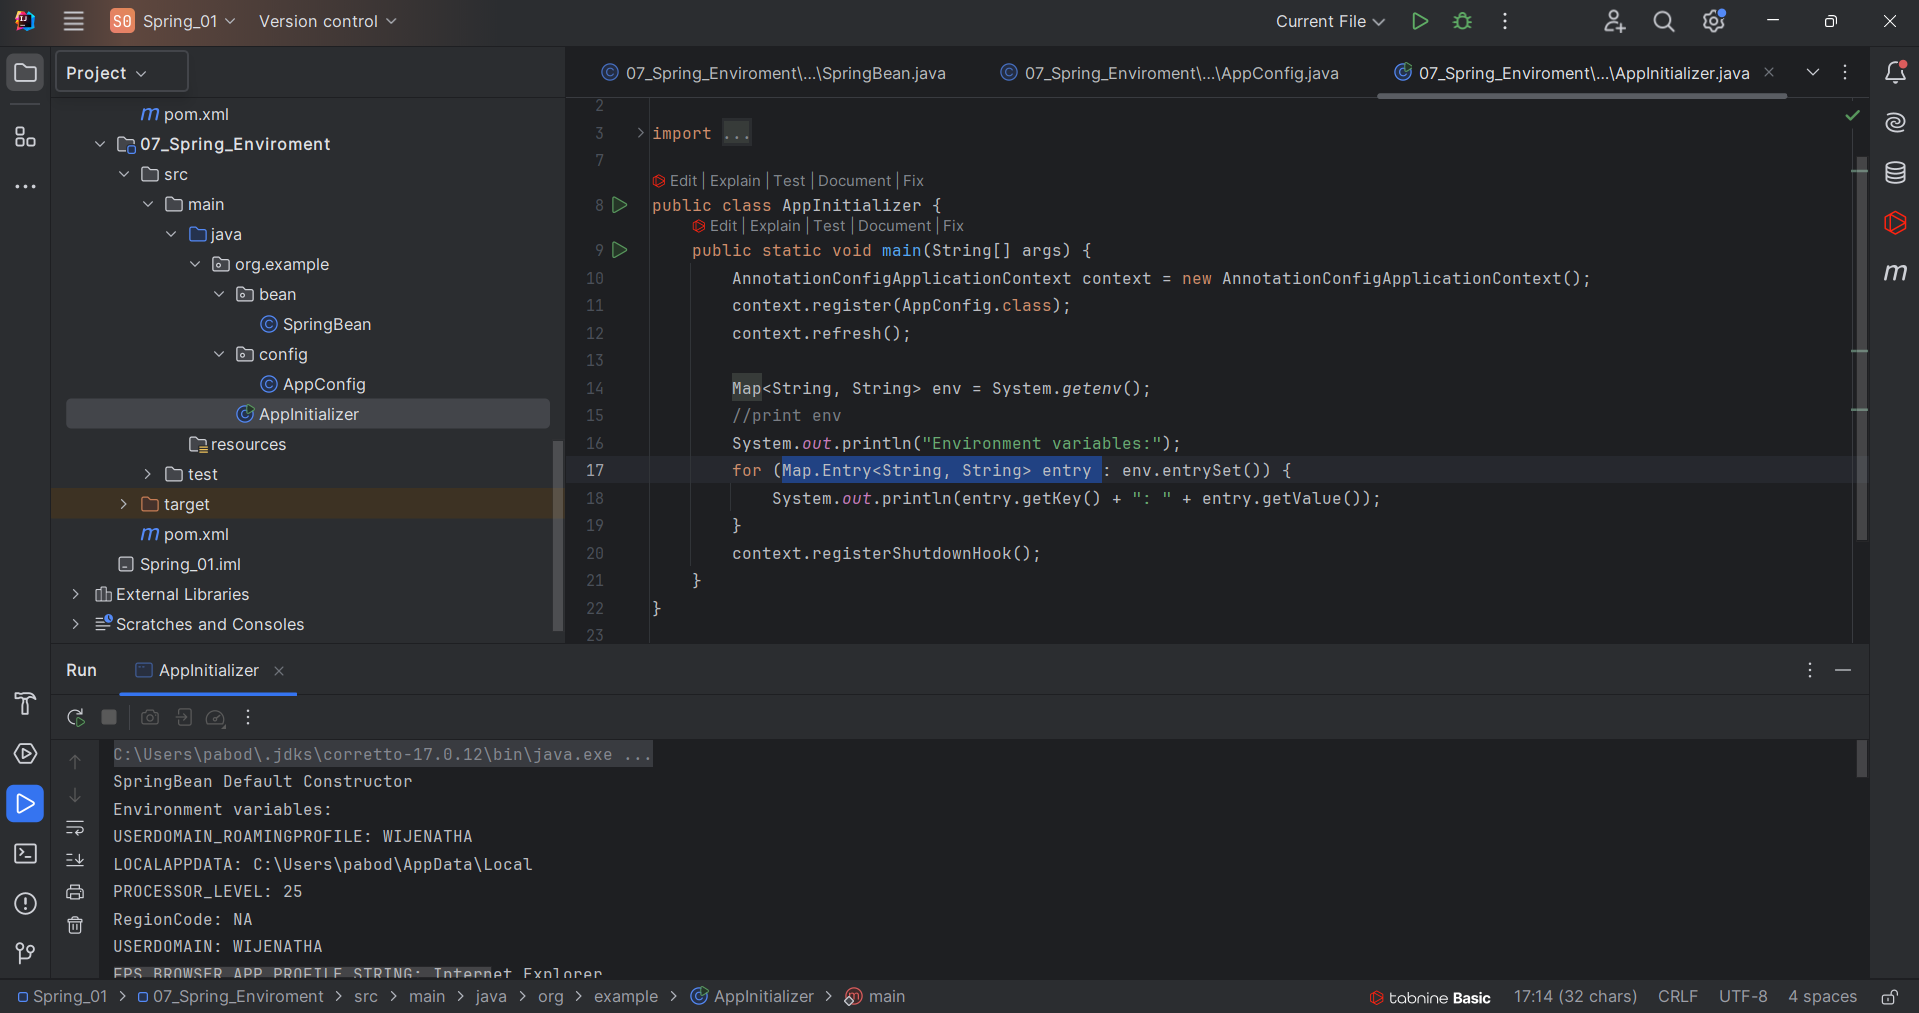 S0 Spring_01 Version control Current File
Project
pom.xml
07_Spring_Enviroment
src
main
java
org.example
bean
SpringBean
config
AppConfig
AppInitializer
resources
test
target
pom.xml
Spring_01.iml
External Libraries
Scratches and Consoles
07_Spring_Enviroment\...\SpringBean.java 07_Spring_Enviroment\...\AppConfig.java 07_Spring_Enviroment\...\AppInitializer.java
2
3 import ...
7
Edit | Explain | Test | Document | Fix
8 public class AppInitializer {
Edit | Explain | Test | Document | Fix
9 public static void main(String[] args) {
10 AnnotationConfigApplicationContext context = new AnnotationConfigApplicationContext();
11 context.register(AppConfig.class);
12 context.refresh();
13
14 Map<String, String> env = System.getenv();
15 //print env
16 System.out.println("Environment variables:");
17 for (Map.Entry<String, String> entry : env.entrySet()) {
18 System.out.println(entry.getKey() + ": " + entry.getValue());
19 }
20 context.registerShutdownHook();
21 }
22 }
23
Run AppInitializer
C:\Users\pabod\.jdks\corretto-17.0.12\bin\java.exe ...
SpringBean Default Constructor
Environment variables:
USERDOMAIN_ROAMINGPROFILE: WIJENATHA
LOCALAPPDATA: C:\Users\pabod\AppData\Local
PROCESSOR_LEVEL: 25
RegionCode: NA
USERDOMAIN: WIJENATHA
FPS_BROWSER_APP_PROFILE_STRING: Internet Explorer
Spring_01 > 07_Spring_Enviroment > src > main > java > org > example > AppInitializer > main
tabnine Basic 17:14 (32 chars) CRLF UTF-8 4 spaces